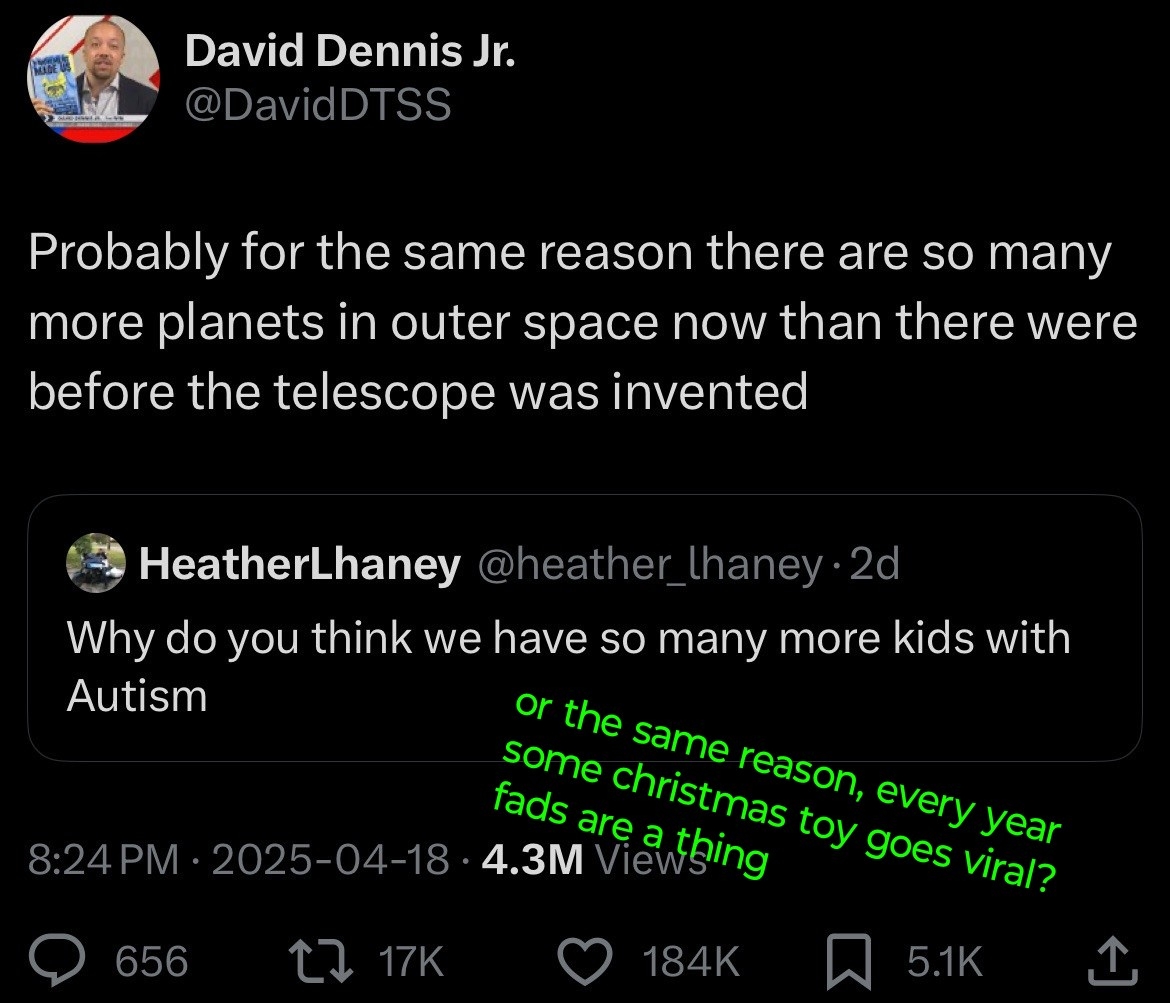 David Dennis Jr.
@DavidDTSS
Probably for the same reason there are so many
more planets in outer space now than there were
before the telescope was invented
HeatherLhaney @heather_lhaney · 2d
Why do you think we have so many more kids with
Autism
or the same reason, every year
some christmas toy goes viral?
fads are a thing
8:24 PM · 2025-04-18 · 4.3M Views
656 17K 184K 5.1K